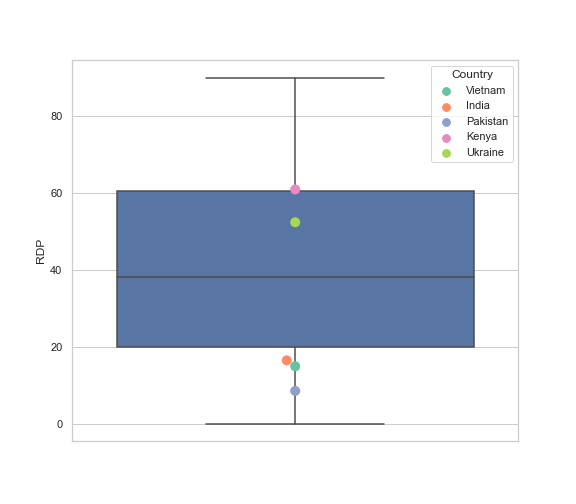 Country
Vietnam
India
Pakistan
Kenya
Ukraine
80
60
40
20
0
RDP